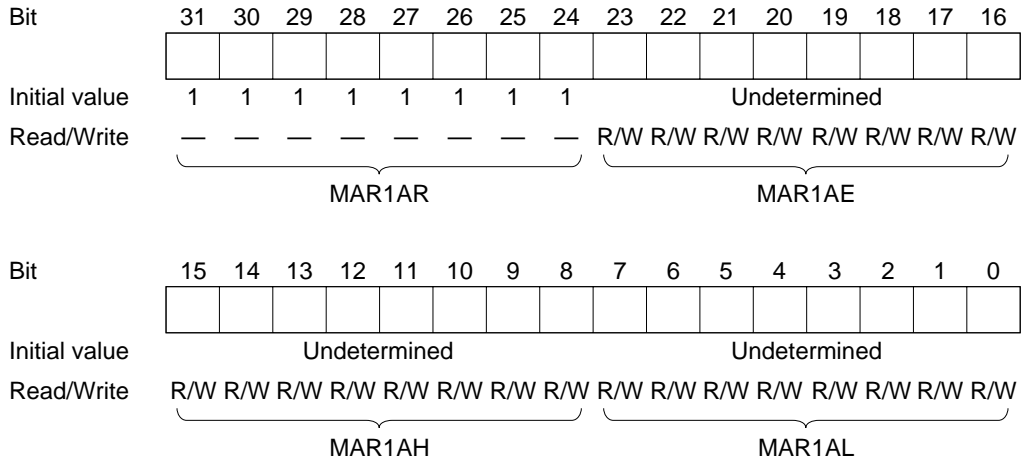 Bit 31 30 29 28 27 26 25 24 23 22 21 20 19 18 17 16
Initial value 1 1 1 1 1 1 1 1 Undetermined
Read/Write — — — — — — — — R/W R/W R/W R/W R/W R/W R/W R/W
MAR1AR MAR1AE
Bit 15 14 13 12 11 10 9 8 7 6 5 4 3 2 1 0
Initial value Undetermined Undetermined
Read/Write R/W R/W R/W R/W R/W R/W R/W R/W R/W R/W R/W R/W R/W R/W R/W R/W
MAR1AH MAR1AL